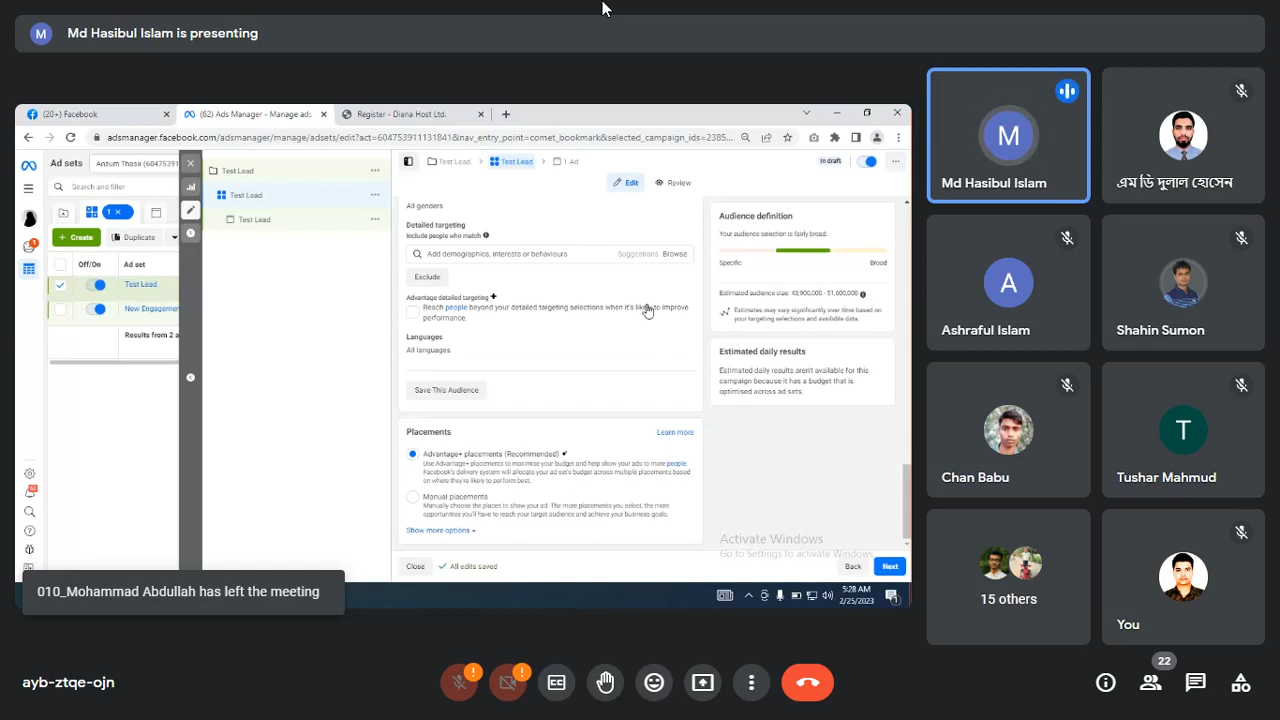 M
Md Hasibul Islam is presenting
(20+) Facebook
(62) Ads Manager - Manage ads
Register - Diana Host Ltd.
adsmanager.facebook.com/adsmanager/manage/adsets/edit?act=604753911131841&nav_entry_point=comet_bookmark&selected_campaign_ids=2385...
Ad sets
Anzum Thasir (6047539
Search and filter
1
Create
Duplicate
Off/On
Ad set
Test Lead
New Engagemen
Results from 2 a
63
Test Lead
Test Lead
Test Lead
Test Lead
Test Lead
1 Ad
In draft
Edit
Review
All genders
Detailed targeting
Include people who match
Add demographics, interests or behaviours
Suggestions
Browse
Exclude
Advantage detailed targeting
Reach people beyond your detailed targeting selections when it's likely to improve
performance.
Languages
All languages
Save This Audience
Placements
Learn more
Advantage+ placements (Recommended)
Use Advantage+ placements to maximise your budget and help show your ads to more people.
Facebook's delivery system will allocate your ad set's budget across multiple placements based
on where they're likely to perform best.
Manual placements
Manually choose the places to show your ad. The more placements you select, the more
opportunities you'll have to reach your target audience and achieve your business goals.
Show more options
Close
All edits saved
Back
Next
Audience definition
Your audience selection is fairly broad.
Specific
Broad
Estimated audience size: 43,900,000 - 51,600,000
Estimates may vary significantly over time based on
your targeting selections and available data.
Estimated daily results
Estimated daily results aren't available for this
campaign because it has a budget that is
optimised across ad sets.
Activate Windows
Go to Settings to activate Windows.
5:28 AM
2/25/2023
010_Mohammad Abdullah has left the meeting
M
Md Hasibul Islam
এম ডি দুলাল হোসেন
A
Ashraful Islam
Shahin Sumon
Chan Babu
T
Tushar Mahmud
15 others
You
ayb-ztqe-ojn
22